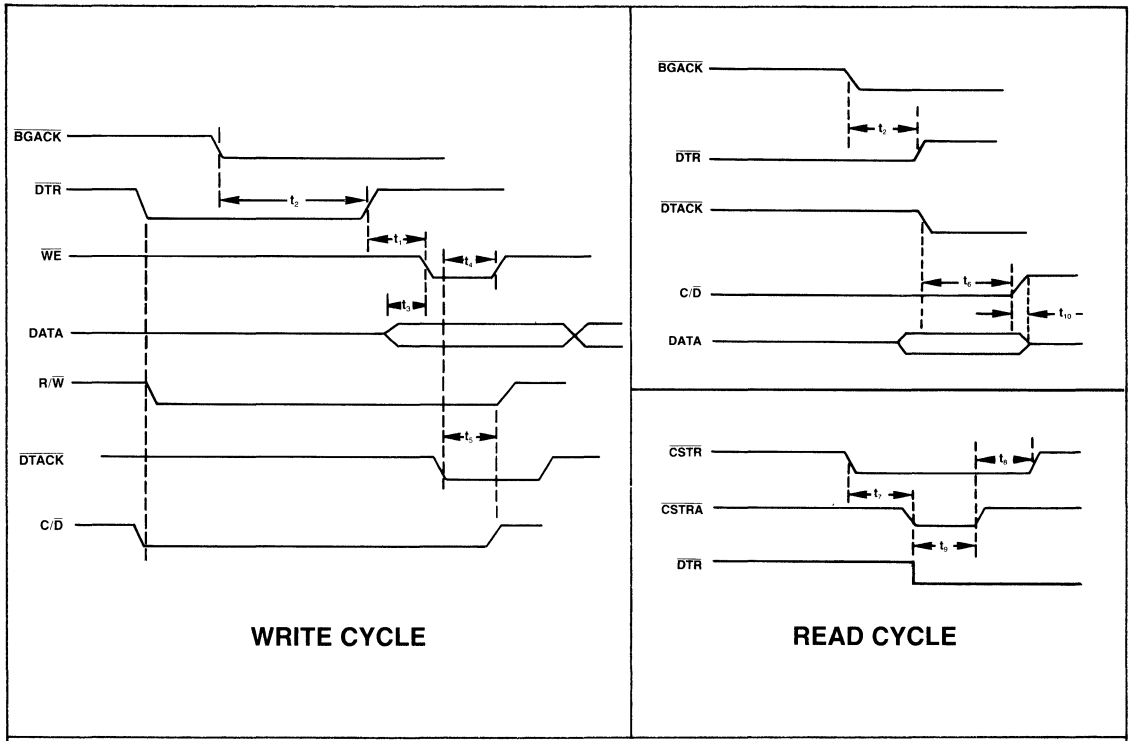 BGACK
DTR
t₂
t₁
WE
t₄
t₃
DATA
R/W
t₅
DTACK
C/D
WRITE CYCLE
BGACK
t₂
DTR
DTACK
t₆
C/D
t₁₀
DATA
CSTR
t₈
t₇
CSTRA
t₉
DTR
READ CYCLE